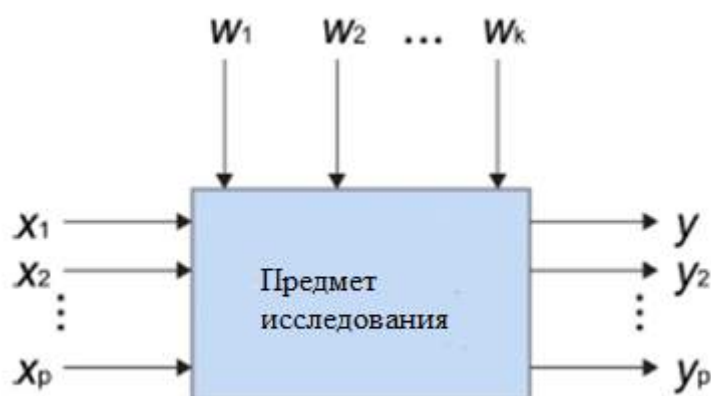 w1 w2 ... wk
x1 y
x2 Предмет y2
⋮ исследования ⋮
xp yp